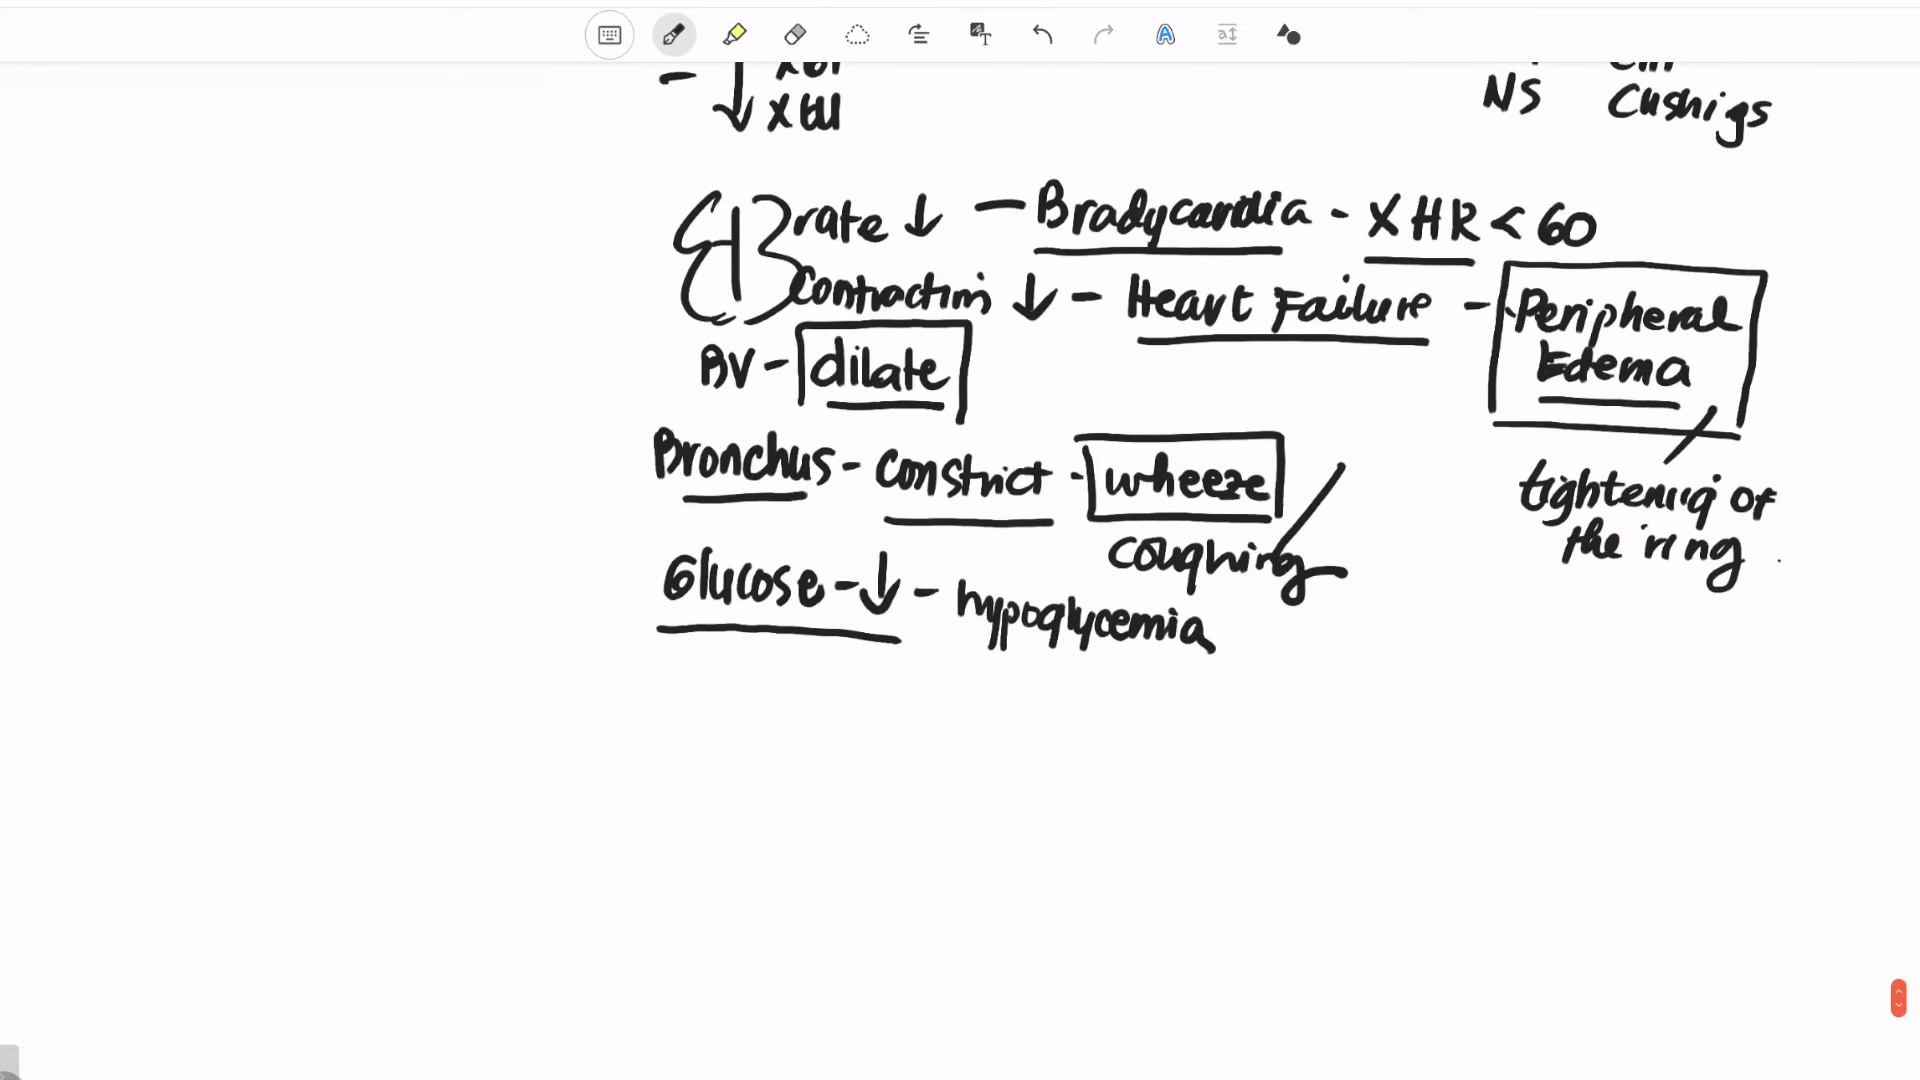 NS Cushigs
rate ↓ — Bradycardia - X HR < 60
Contraction ↓ - Heart Failure - Peripheral
Edema
BV - dilate
Bronchus - constrict - wheeze
coughing
tightening of
the ring
Glucose - ↓ - hypoglycemia